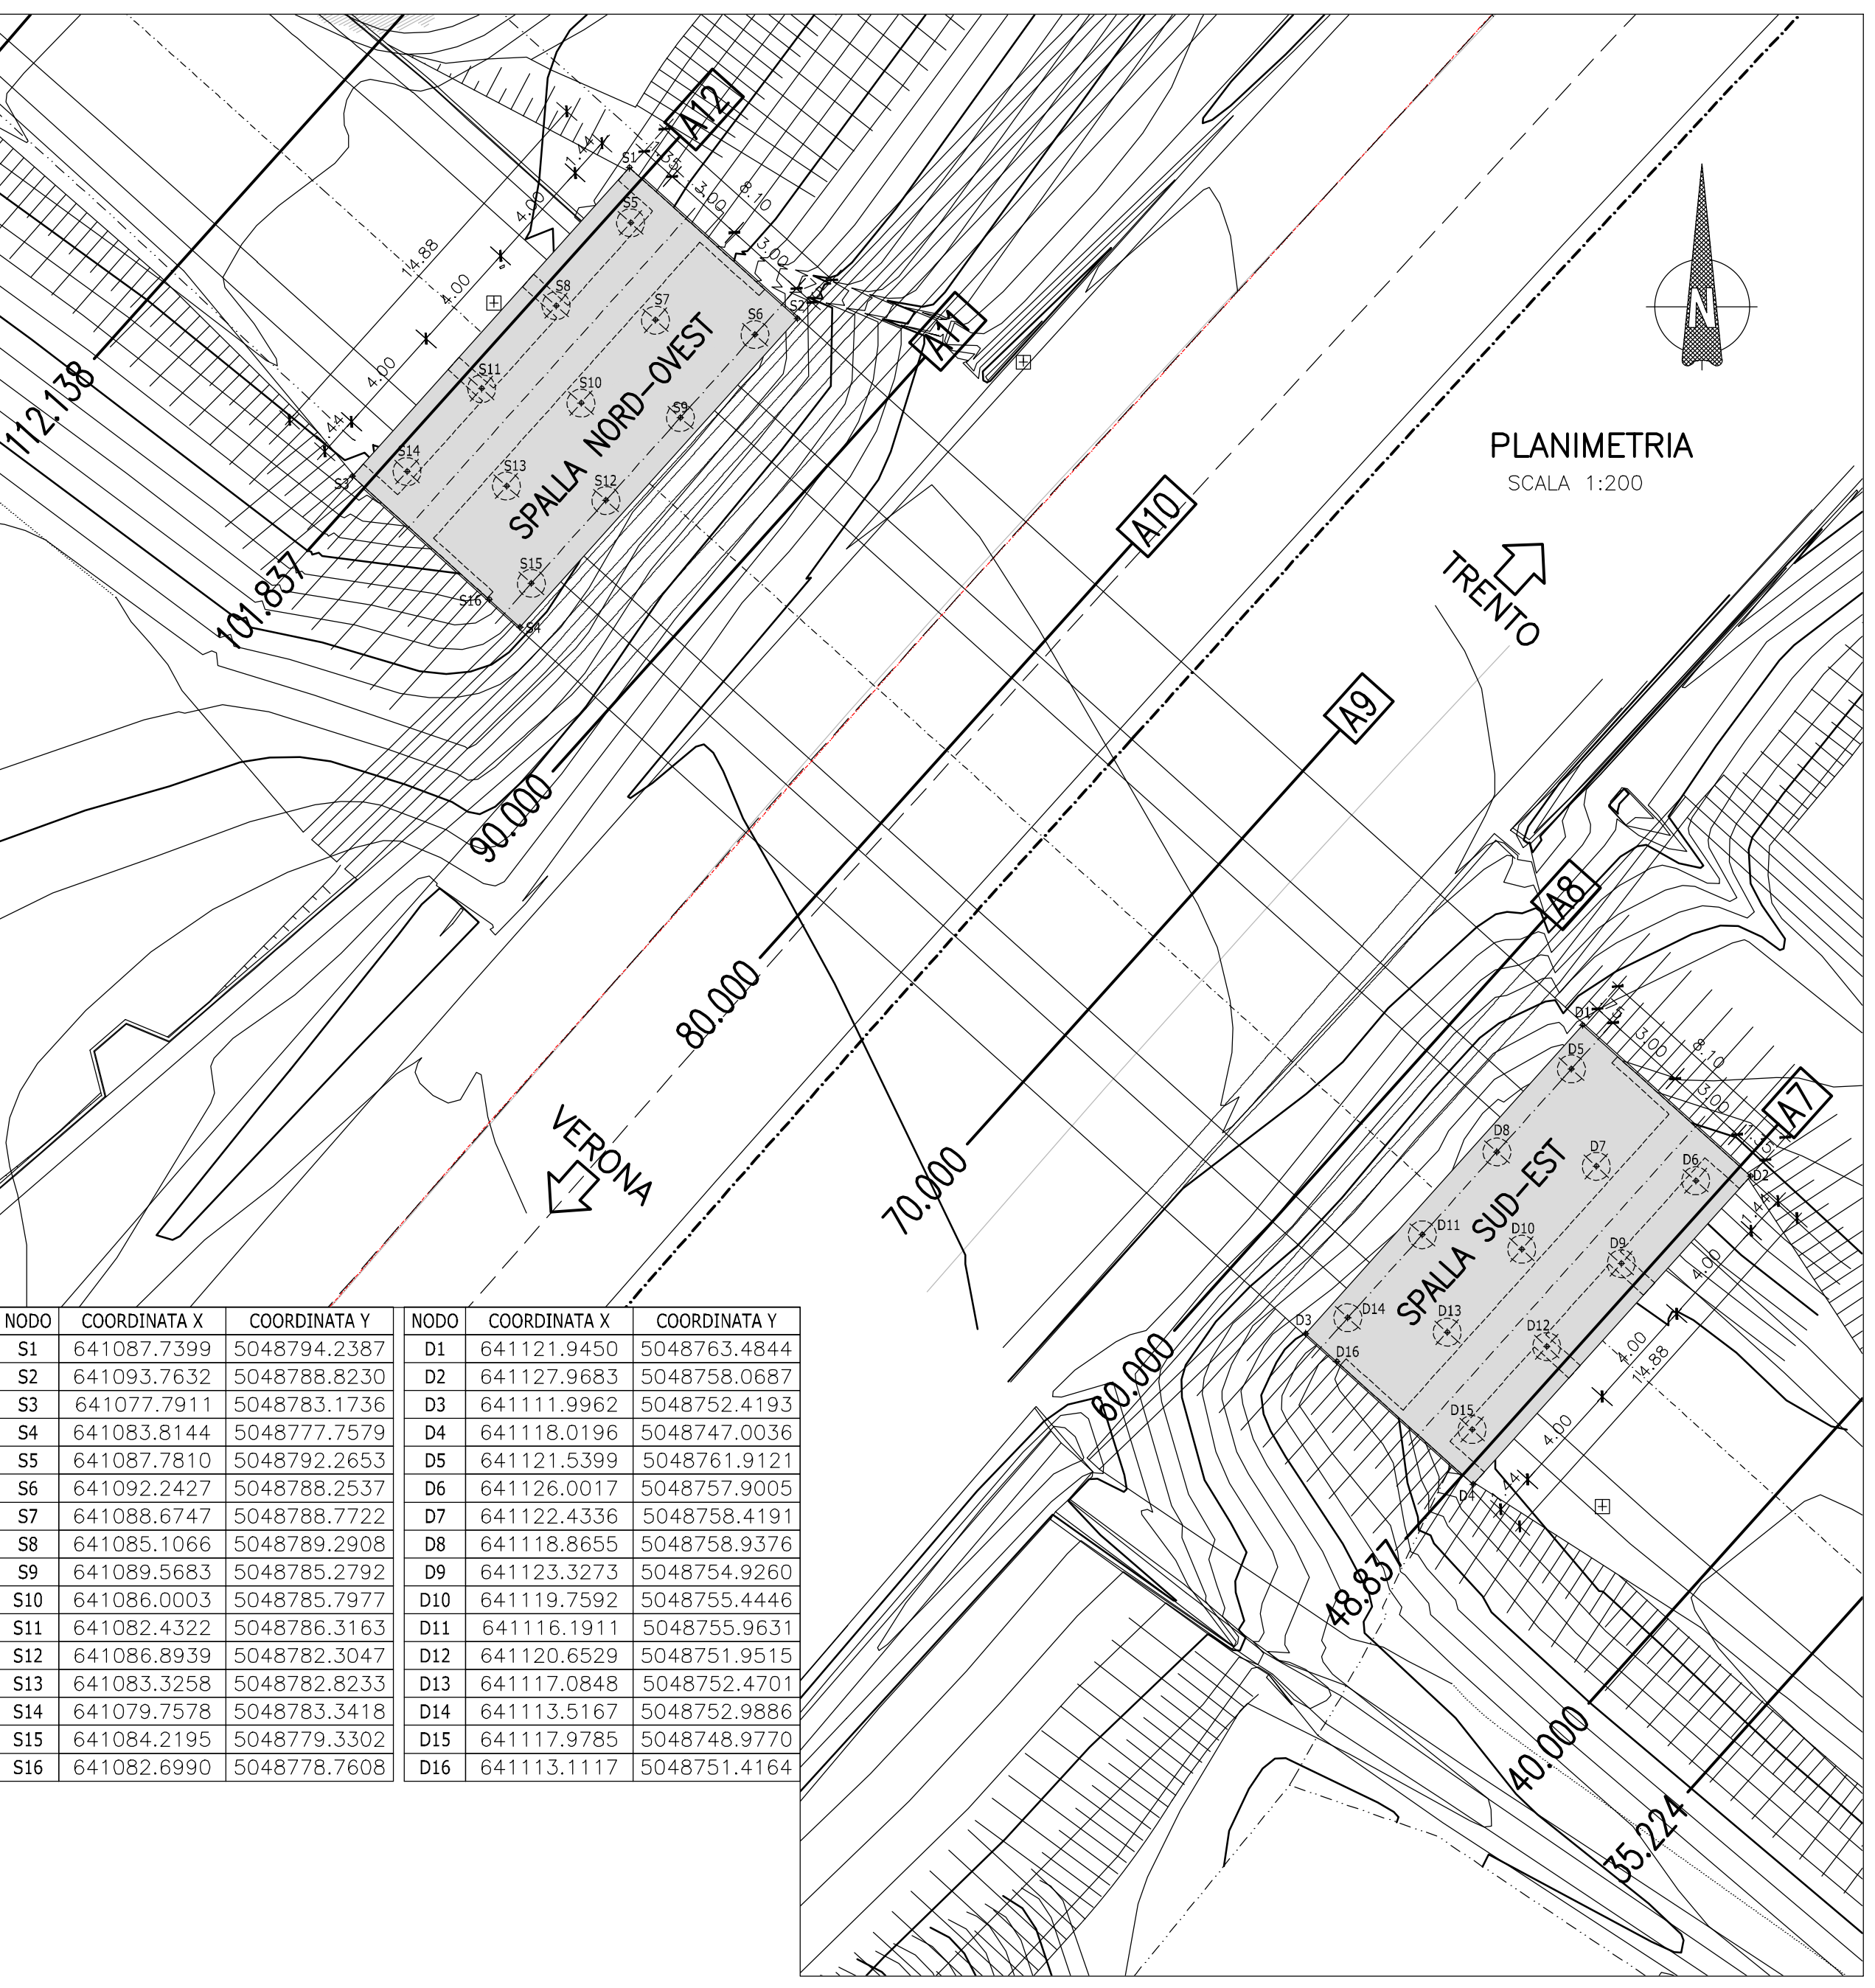 A12
S1
1.44
1.35
3.00
8.10
4.00
S5
3.00
14.88
4.00
S8
S7
S2
S6
A11
N
4.00
S11
S10
S9
112.138
SPALLA NORD-OVEST
PLANIMETRIA
SCALA 1:200
S14
S3
S13
S12
A10
S15
S16
S4
101.837
TRENTO
A9
90.000
A8
80.000
D1
3.00
8.10
D5
3.00
A7
VERONA
D8
D7
D6
D2
1.44
70.000
D11
D10
D9
4.00
SPALLA SUD-EST
D14
D3
D13
D12
4.00
14.88
D16
60.000
D15
4.00
D4
48.837
40.000
35.224
NODO COORDINATA X COORDINATA Y NODO COORDINATA X COORDINATA Y
S1 641087.7399 5048794.2387 D1 641121.9450 5048763.4844
S2 641093.7632 5048788.8230 D2 641127.9683 5048758.0687
S3 641077.7911 5048783.1736 D3 641111.9962 5048752.4193
S4 641083.8144 5048777.7579 D4 641118.0196 5048747.0036
S5 641087.7810 5048792.2653 D5 641121.5399 5048761.9121
S6 641092.2427 5048788.2537 D6 641126.0017 5048757.9005
S7 641088.6747 5048788.7722 D7 641122.4336 5048758.4191
S8 641085.1066 5048789.2908 D8 641118.8655 5048758.9376
S9 641089.5683 5048785.2792 D9 641123.3273 5048754.9260
S10 641086.0003 5048785.7977 D10 641119.7592 5048755.4446
S11 641082.4322 5048786.3163 D11 641116.1911 5048755.9631
S12 641086.8939 5048782.3047 D12 641120.6529 5048751.9515
S13 641083.3258 5048782.8233 D13 641117.0848 5048752.4701
S14 641079.7578 5048783.3418 D14 641113.5167 5048752.9886
S15 641084.2195 5048779.3302 D15 641117.9785 5048748.9770
S16 641082.6990 5048778.7608 D16 641113.1117 5048751.4164